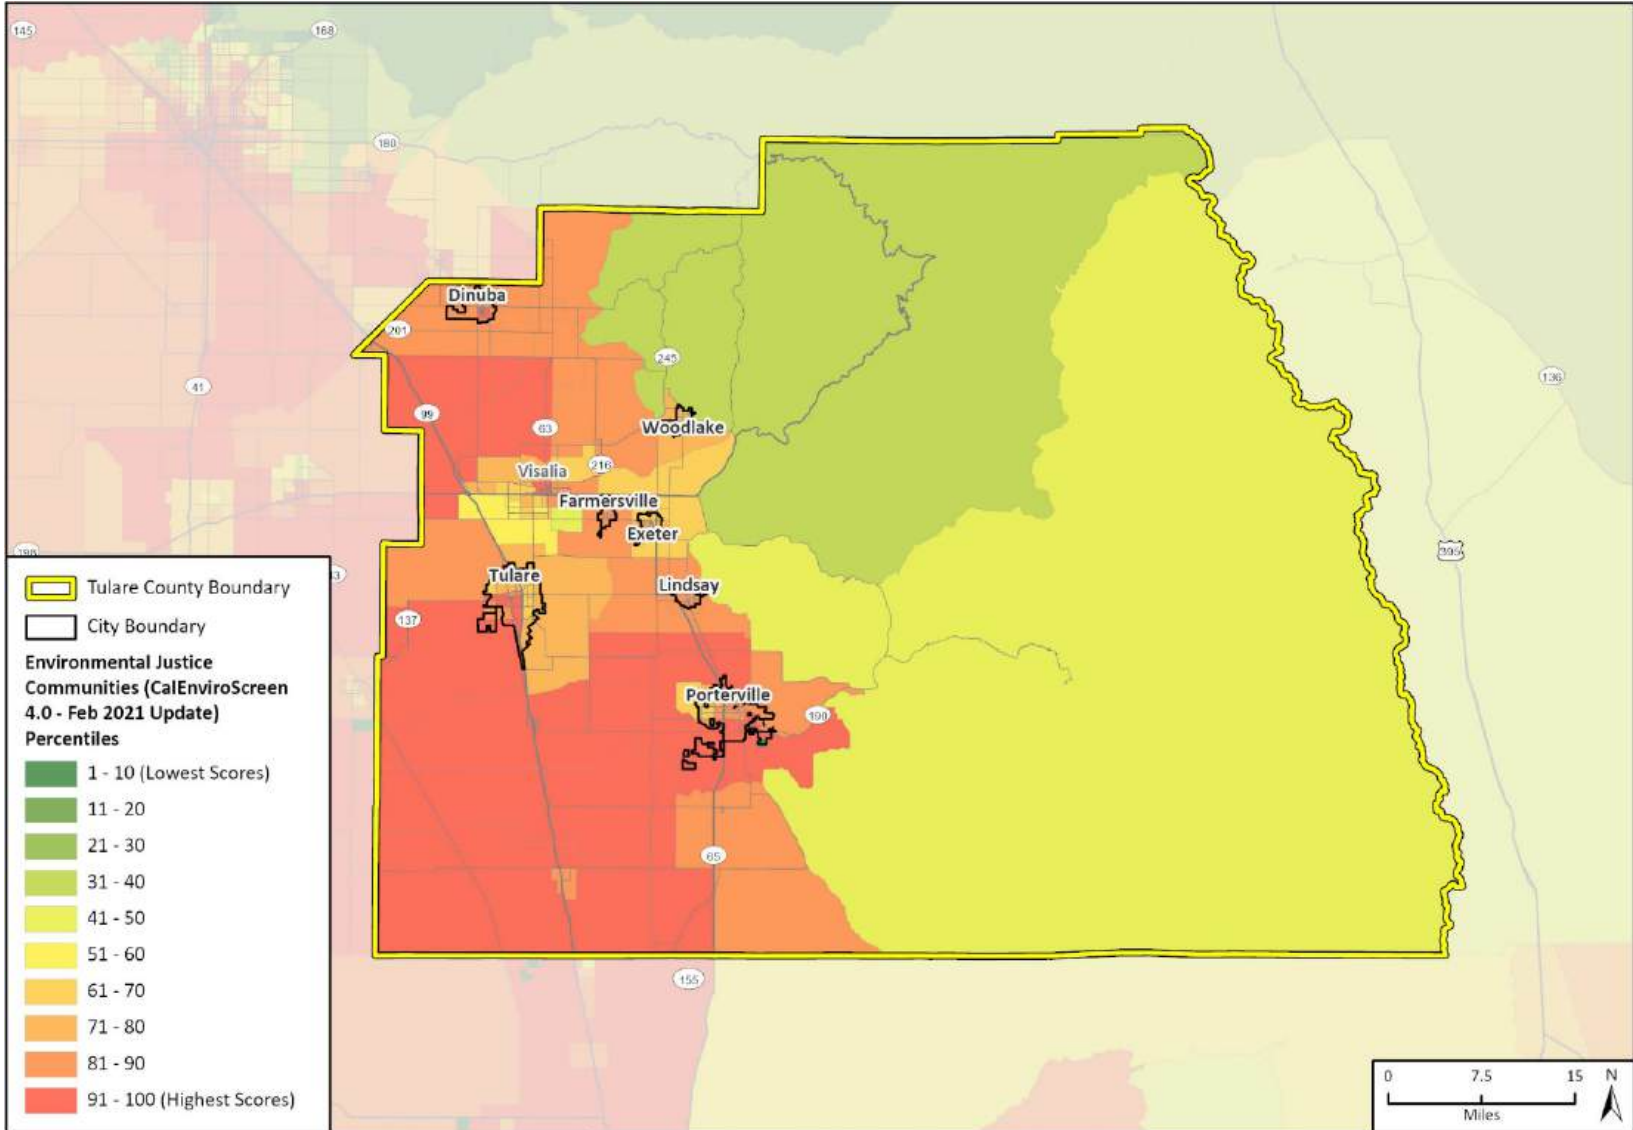 145
168
180
Dinuba
201
245
41
99
136
63
Woodlake
Visalia
216
Farmersville
Exeter
395
198
Tulare
Lindsay
137
Porterville
190
65
155
Tulare County Boundary
City Boundary
Environmental Justice
Communities (CalEnviroScreen
4.0 - Feb 2021 Update)
Percentiles
1 - 10 (Lowest Scores)
11 - 20
21 - 30
31 - 40
41 - 50
51 - 60
61 - 70
71 - 80
81 - 90
91 - 100 (Highest Scores)
0 7.5 15 N
Miles